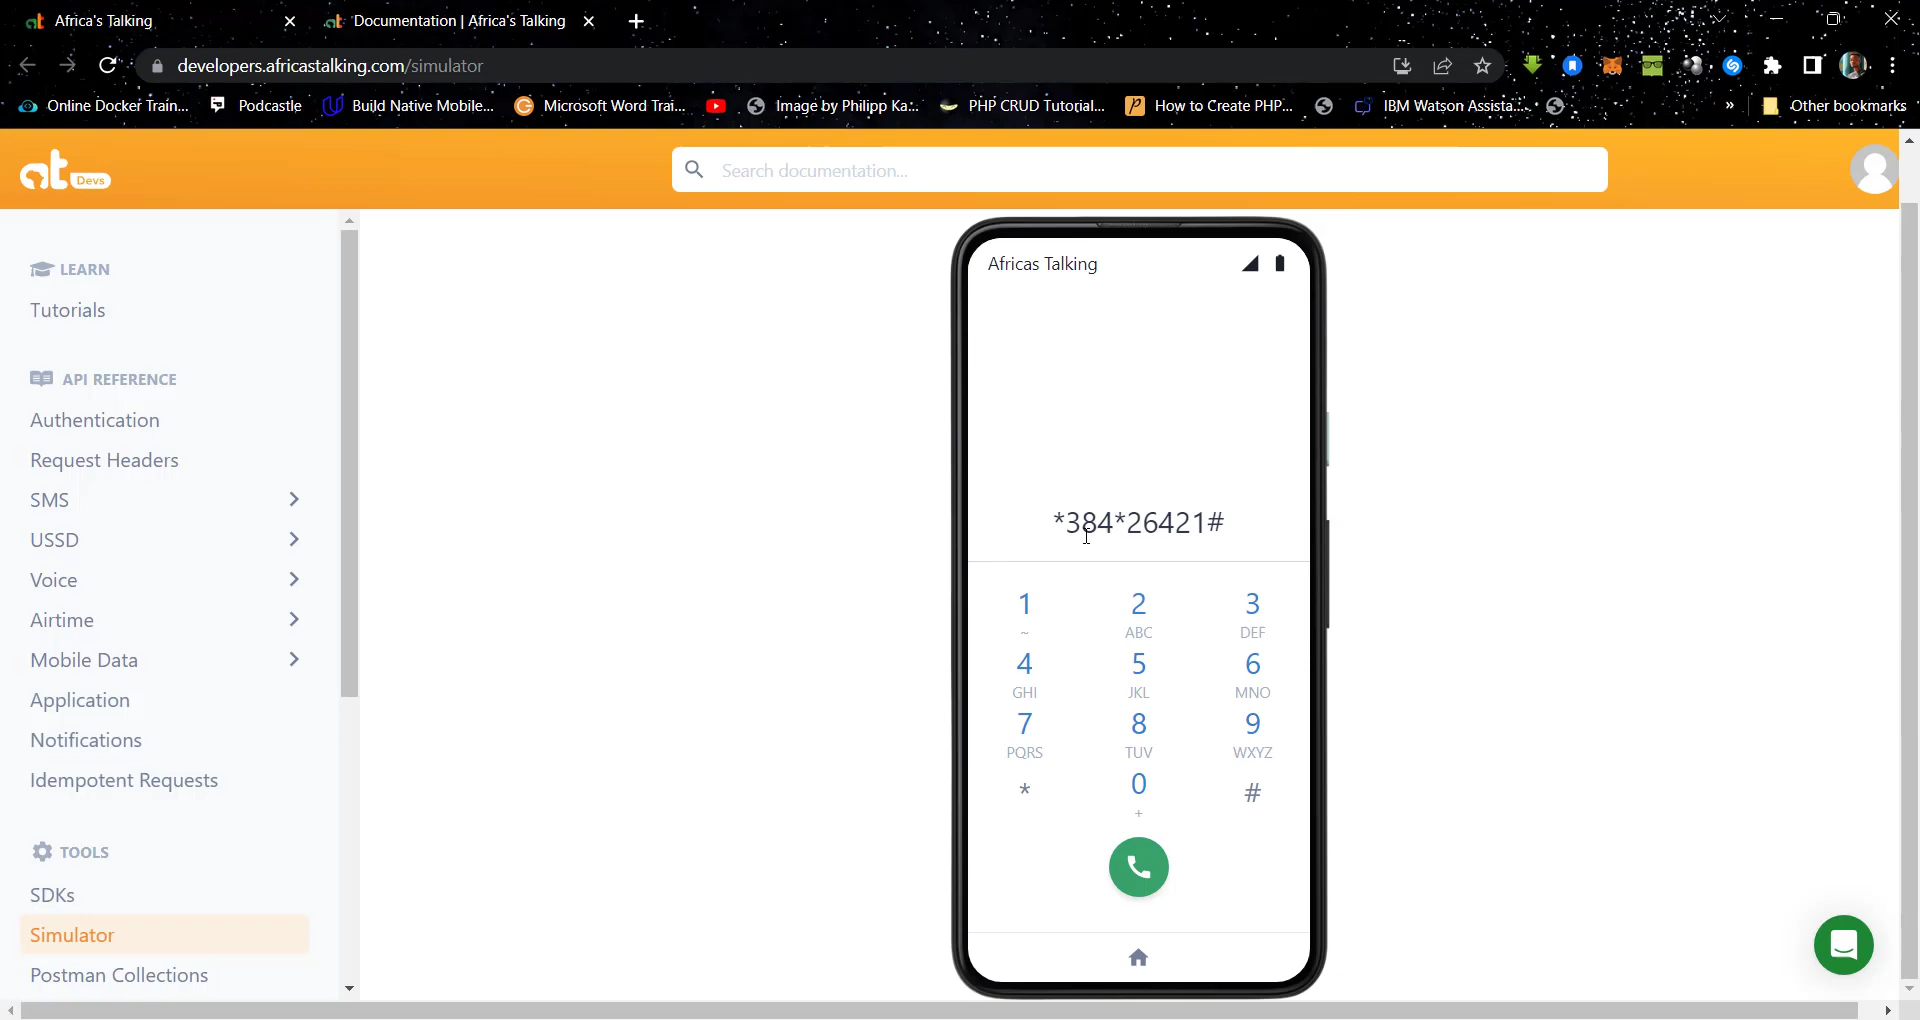 Africa's Talking
Documentation | Africa's Talking
developers.africastalking.com/simulator
Online Docker Train...
Podcastle
Build Native Mobile...
Microsoft Word Trai...
Image by Philipp Ka...
PHP CRUD Tutorial...
How to Create PHP...
IBM Watson Assista...
»
Other bookmarks
at Devs
Search documentation...
LEARN
Tutorials
API REFERENCE
Authentication
Request Headers
SMS
USSD
Voice
Airtime
Mobile Data
Application
Notifications
Idempotent Requests
TOOLS
SDKs
Simulator
Postman Collections
Africas Talking
*384*26421#
1 2 3
~ ABC DEF
4 5 6
GHI JKL MNO
7 8 9
PQRS TUV WXYZ
* 0 #
+